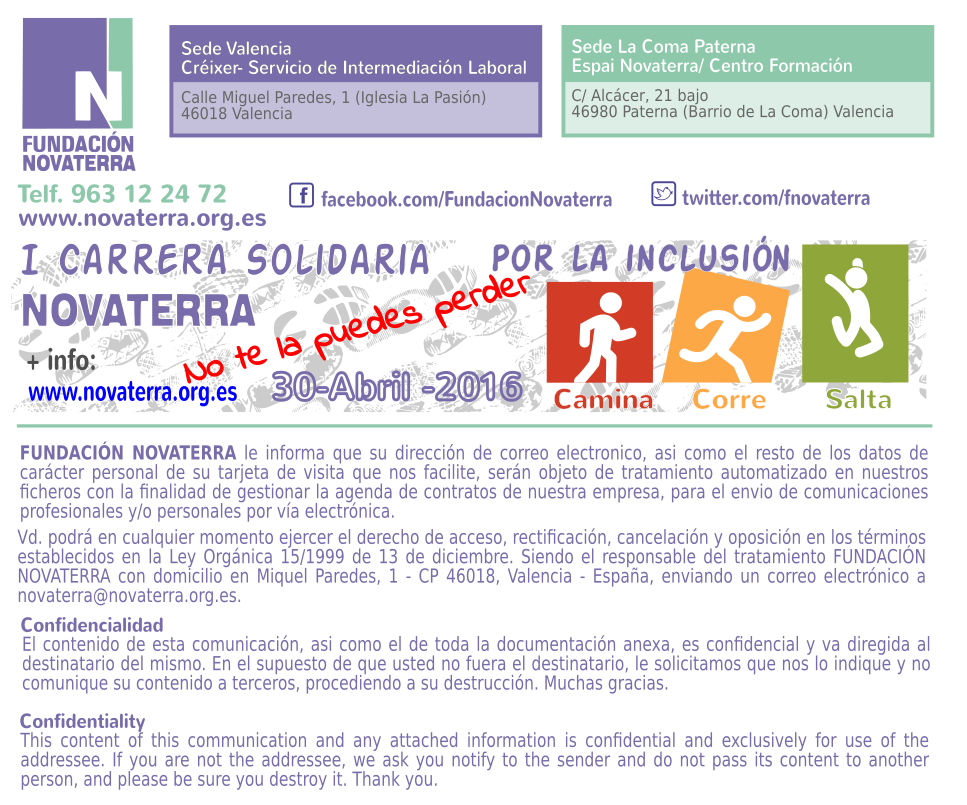 N
FUNDACIÓN
NOVATERRA
Sede Valencia
Créixer- Servicio de Intermediación Laboral
Calle Miguel Paredes, 1 (Iglesia La Pasión)
46018 Valencia
Sede La Coma Paterna
Espai Novaterra/ Centro Formación
C/ Alcácer, 21 bajo
46980 Paterna (Barrio de La Coma) Valencia
Telf. 963 12 24 72
www.novaterra.org.es
f facebook.com/FundacionNovaterra
twitter.com/fnovaterra
I CARRERA SOLIDARIA POR LA INCLUSIÓN
NOVATERRA
No te la puedes perder
+ info:
www.novaterra.org.es
30-Abril -2016
Camina Corre Salta
FUNDACIÓN NOVATERRA le informa que su dirección de correo electronico, asi como el resto de los datos de
carácter personal de su tarjeta de visita que nos facilite, serán objeto de tratamiento automatizado en nuestros
ficheros con la finalidad de gestionar la agenda de contratos de nuestra empresa, para el envio de comunicaciones
profesionales y/o personales por vía electrónica.
Vd. podrá en cualquier momento ejercer el derecho de acceso, rectificación, cancelación y oposición en los términos
establecidos en la Ley Orgánica 15/1999 de 13 de diciembre. Siendo el responsable del tratamiento FUNDACIÓN
NOVATERRA con domicilio en Miquel Paredes, 1 - CP 46018, Valencia - España, enviando un correo electrónico a
novaterra@novaterra.org.es.
Confidencialidad
El contenido de esta comunicación, asi como el de toda la documentación anexa, es confidencial y va diregida al
destinatario del mismo. En el supuesto de que usted no fuera el destinatario, le solicitamos que nos lo indique y no
comunique su contenido a terceros, procediendo a su destrucción. Muchas gracias.
Confidentiality
This content of this communication and any attached information is confidential and exclusively for use of the
addressee. If you are not the addressee, we ask you notify to the sender and do not pass its content to another
person, and please be sure you destroy it. Thank you.